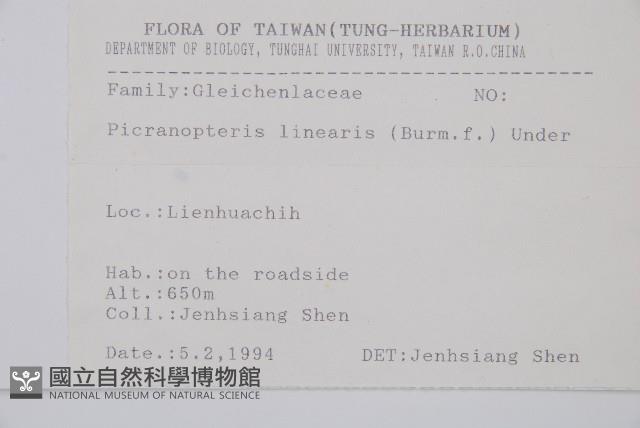 FLORA OF TAIWAN(TUNG-HERBARIUM)
DEPARTMENT OF BIOLOGY, TUNGHAI UNIVERSITY, TAIWAN R.O.CHINA
Family:Gleichenlaceae NO:
Picranopteris linearis (Burm.f.) Under
Loc.:Lienhuachih
Hab.:on the roadside
Alt.:650m
Coll.:Jenhsiang Shen
Date.:5.2,1994 DET:Jenhsiang Shen
國立自然科學博物館
NATIONAL MUSEUM OF NATURAL SCIENCE